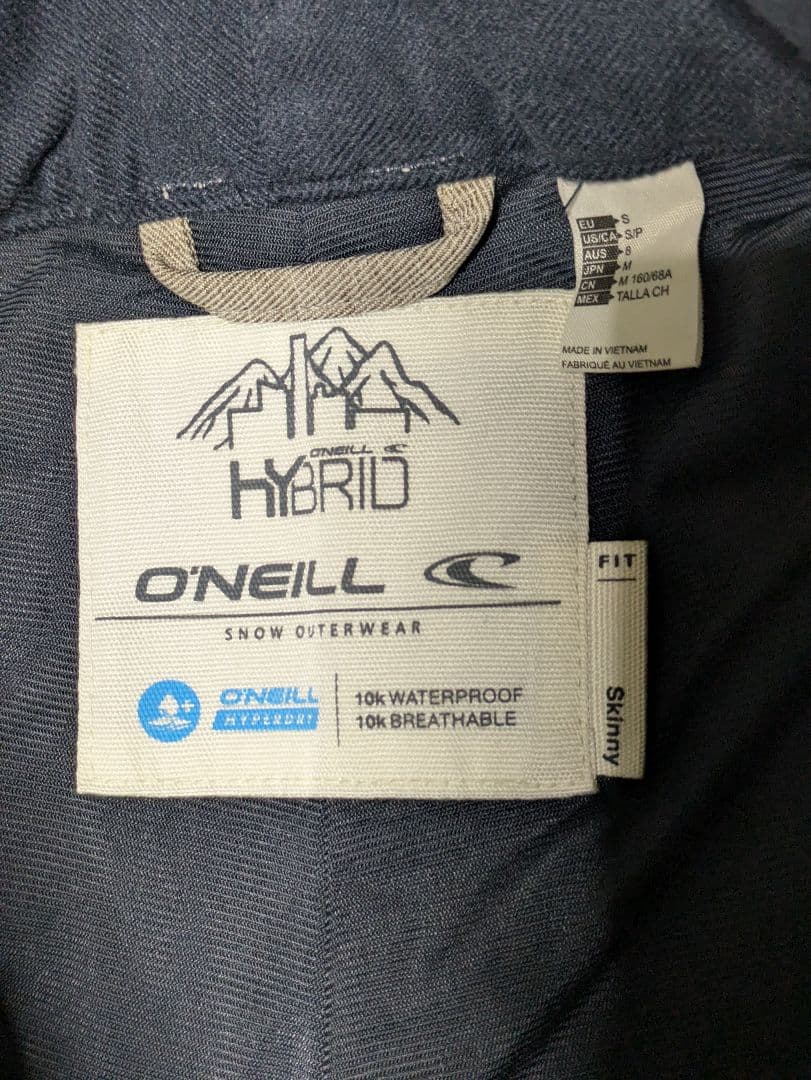 EU S
US/CA S/P
AUS 8
JPN M
CN M 160/68A
MEX TALLA CH
MADE IN VIETNAM
FABRIQUÉ AU VIETNAM
O'NEILL
HYBRID
O'NEILL
SNOW OUTERWEAR
O'NEILL
HYPERDRY
10k WATERPROOF
10k BREATHABLE
FIT
Skinny